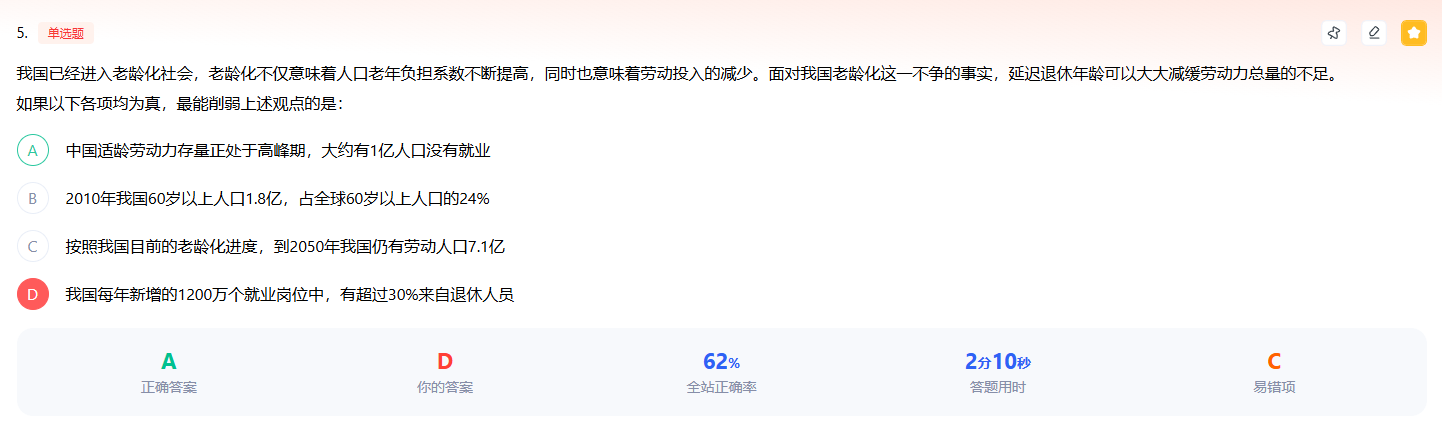 5. 单选题
我国已经进入老龄化社会，老龄化不仅意味着人口老年负担系数不断提高，同时也意味着劳动投入的减少。面对我国老龄化这一不争的事实，延迟退休年龄可以大大减缓劳动力总量的不足。
如果以下各项均为真，最能削弱上述观点的是：
A 中国适龄劳动力存量正处于高峰期，大约有1亿人口没有就业
B 2010年我国60岁以上人口1.8亿，占全球60岁以上人口的24%
C 按照我国目前的老龄化进度，到2050年我国仍有劳动人口7.1亿
D 我国每年新增的1200万个就业岗位中，有超过30%来自退休人员
A D 62% 2分10秒 C
正确答案 你的答案 全站正确率 答题用时 易错项